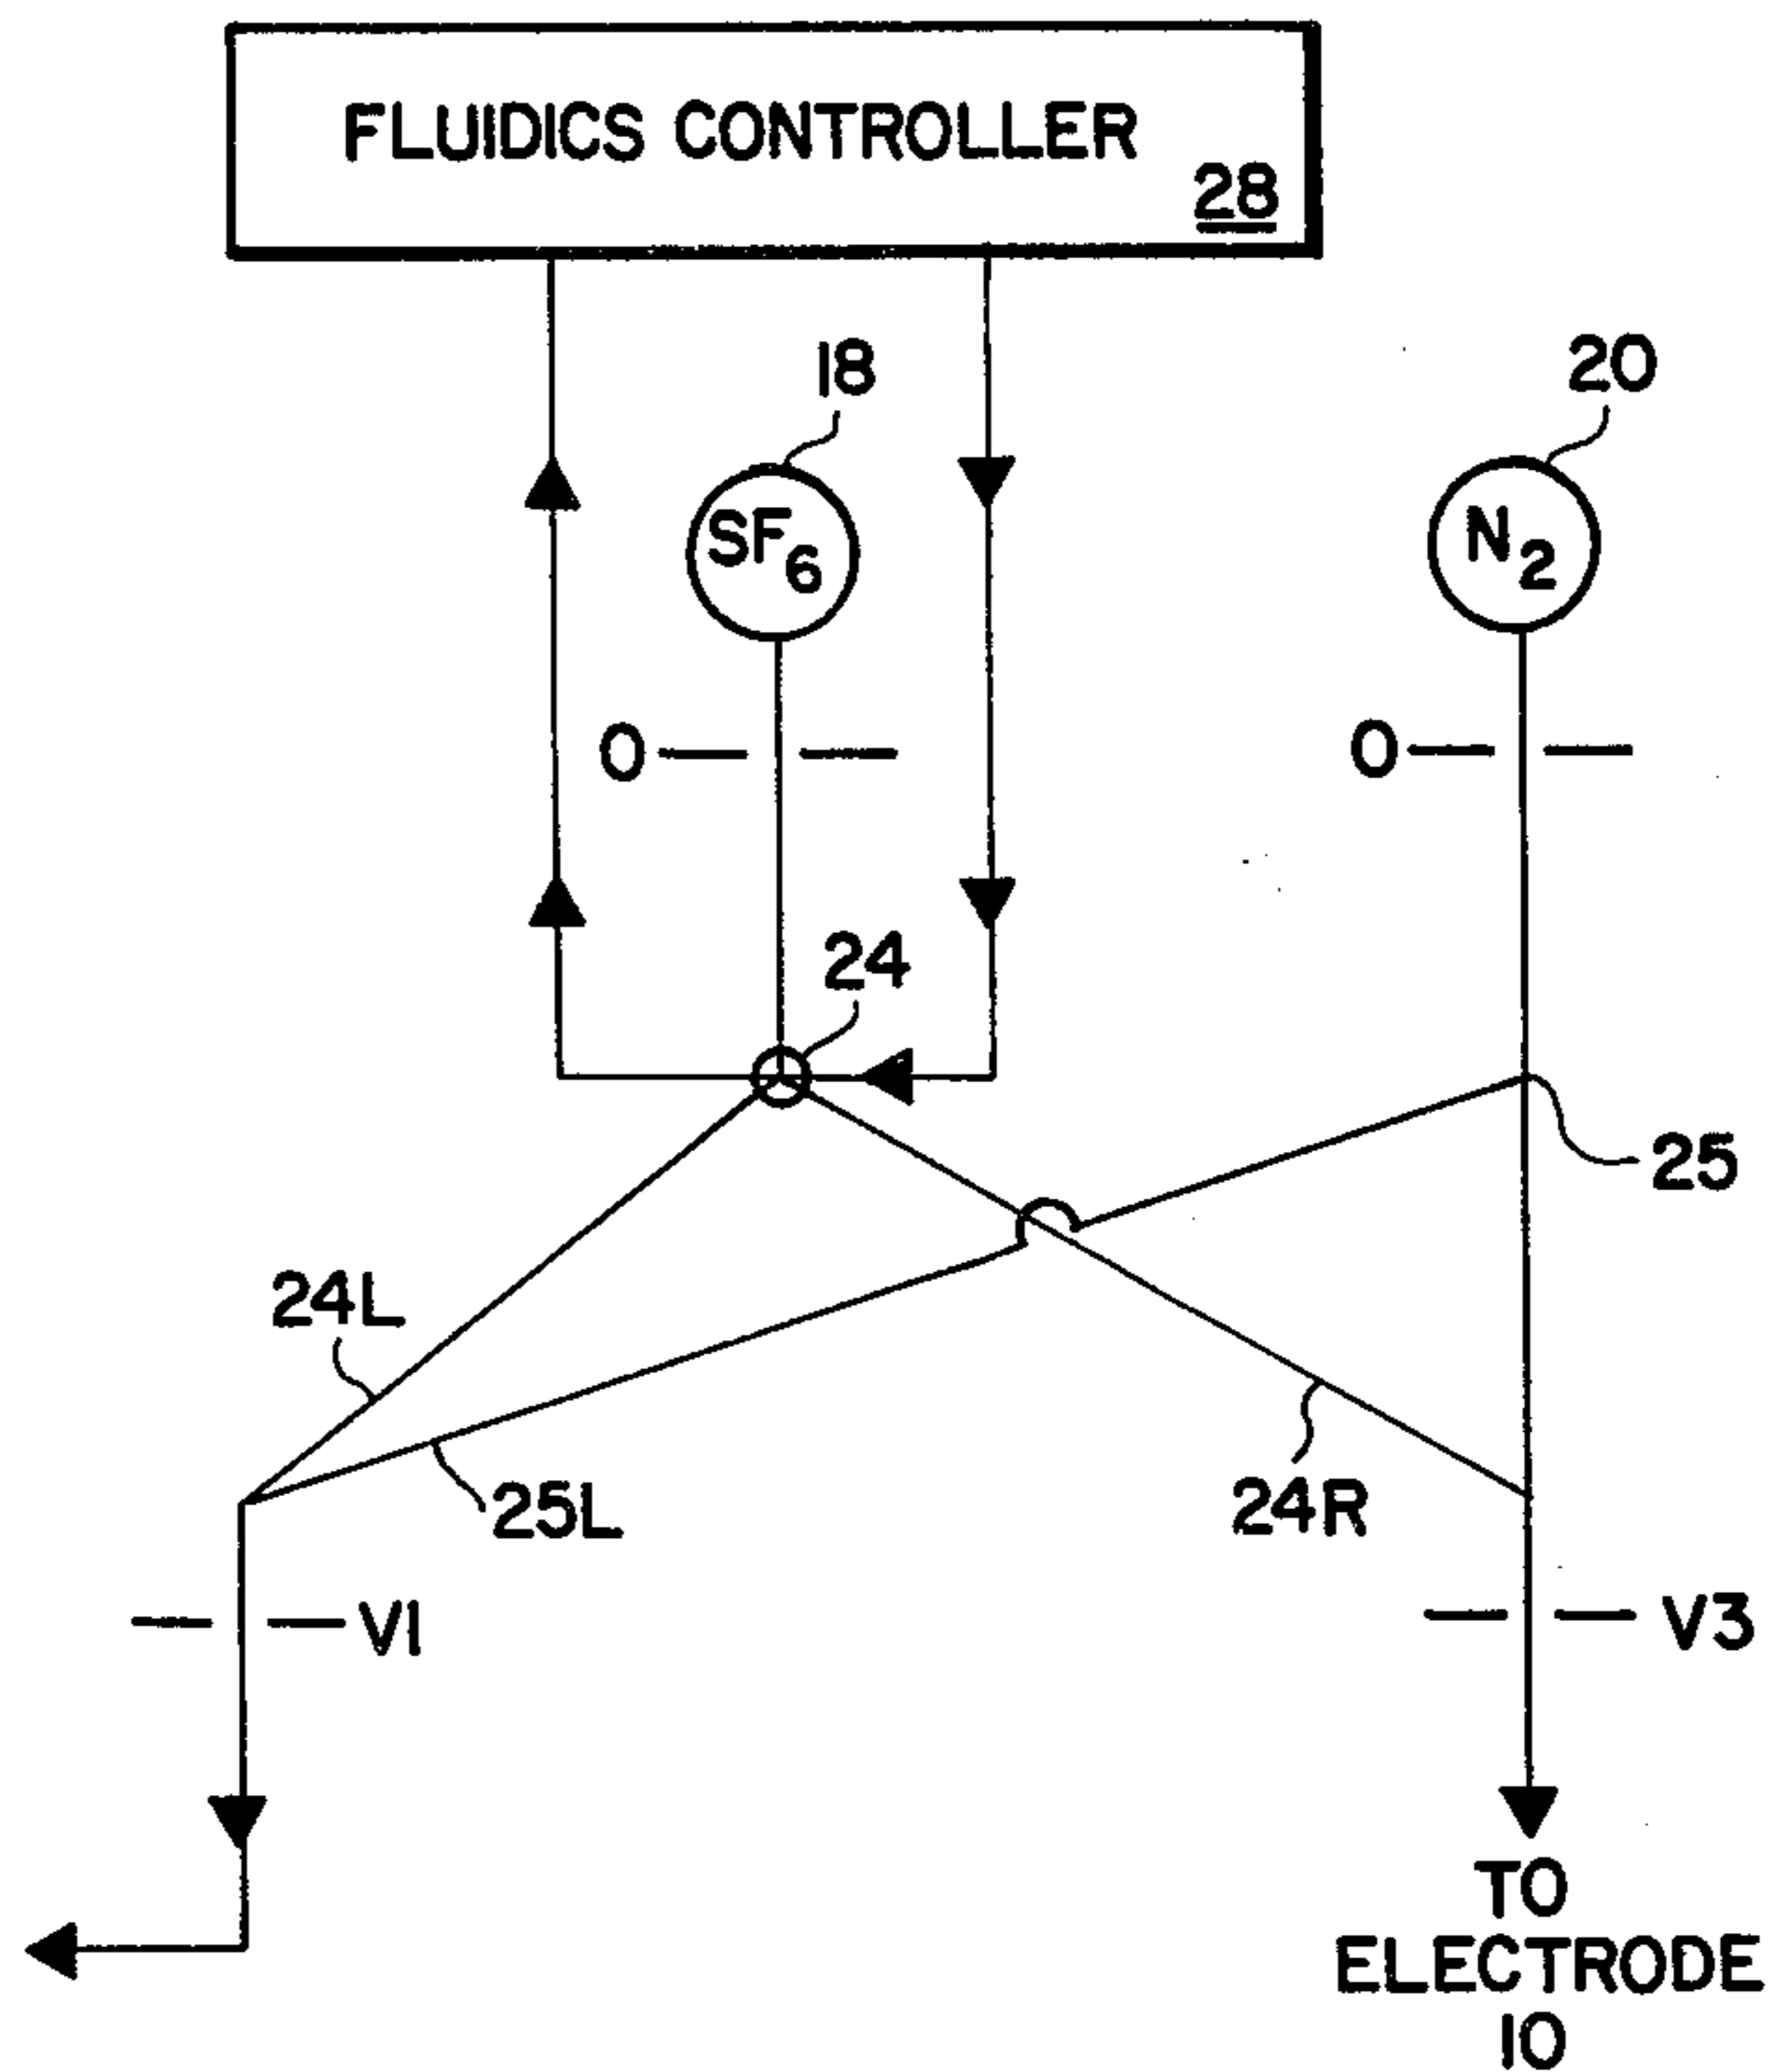 FLUIDICS CONTROLLER
28
18
20
SF6
N2
O
O
24
25
24L
25L
24R
V1
V3
TO
ELECTRODE
10